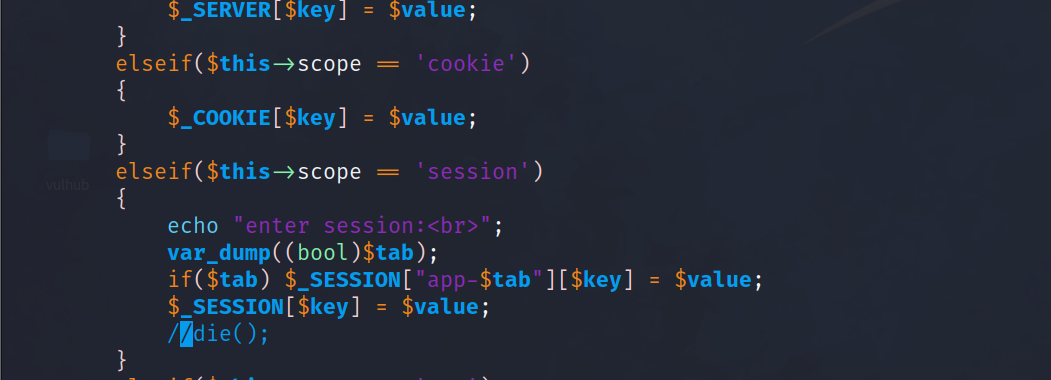 $_SERVER[$key] = $value;
}
elseif($this->scope == 'cookie')
{
$_COOKIE[$key] = $value;
}
elseif($this->scope == 'session')
{
echo "enter session:<br>";
var_dump((bool)$tab);
if($tab) $_SESSION["app-$tab"][$key] = $value;
$_SESSION[$key] = $value;
//die();
}
vulhub